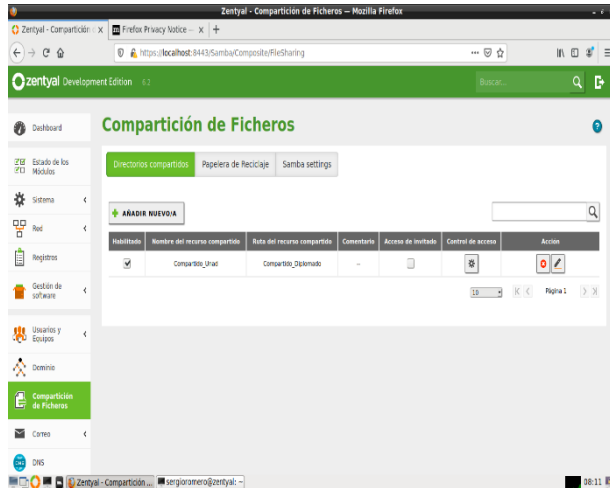 Zentyal - Compartición de Ficheros — Mozilla Firefox
Zentyal - Compartición
Firefox Privacy Notice —
https://localhost:8443/Samba/Composite/FileSharing
zentyal Development Edition 6.2
Buscar...
Dashboard
Estado de los Módulos
Sistema
Red
Registros
Gestión de software
Usuarios y Equipos
Dominio
Compartición de Ficheros
Correo
DNS
Compartición de Ficheros
Directorios compartidos Papelera de Reciclaje Samba settings
AÑADIR NUEVO/A
Habilitado Nombre del recurso compartido Ruta del recurso compartido Comentario Acceso de invitado Control de acceso Acción
Compartido_Unad Compartido_Diplomado --
10 Página 1
Zentyal - Compartición ... sergioromero@zentyal: ~ 08:11